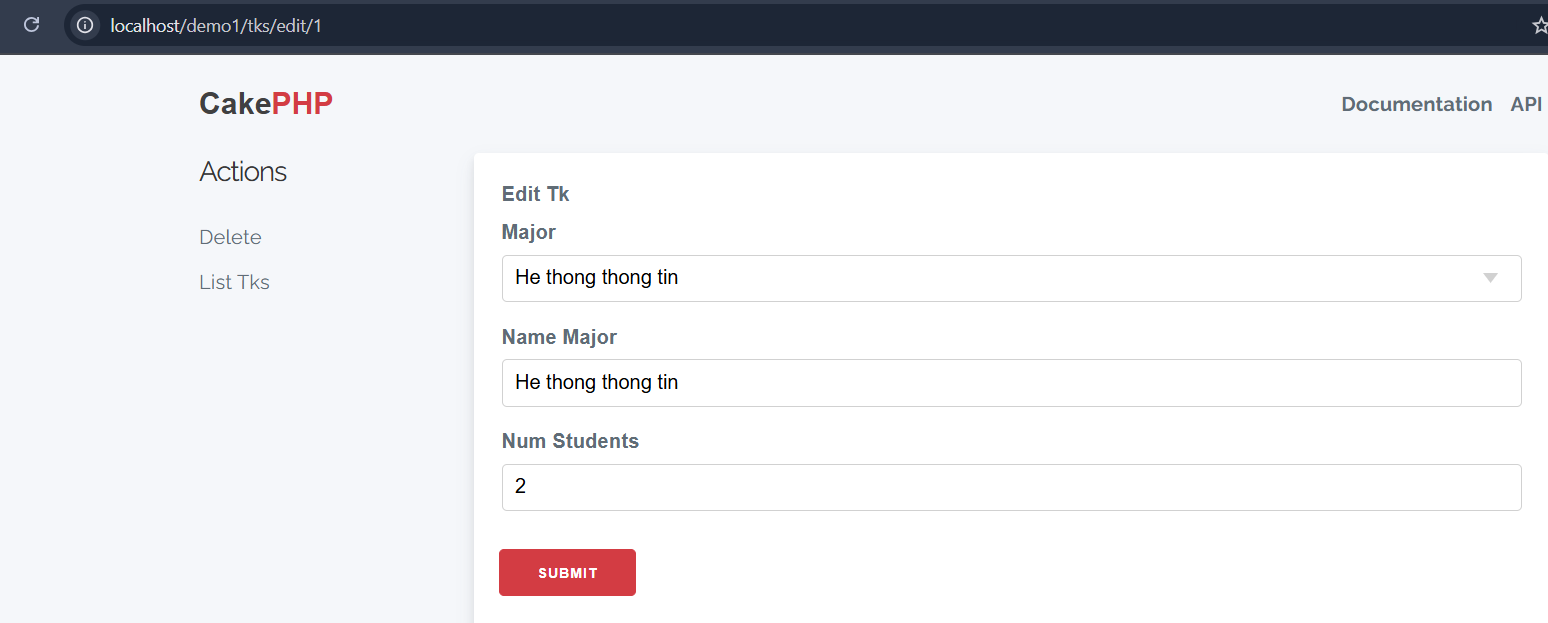 localhost/demo1/tks/edit/1
CakePHP
Documentation API
Actions
Delete
List Tks
Edit Tk
Major
He thong thong tin
Name Major
He thong thong tin
Num Students
2
SUBMIT